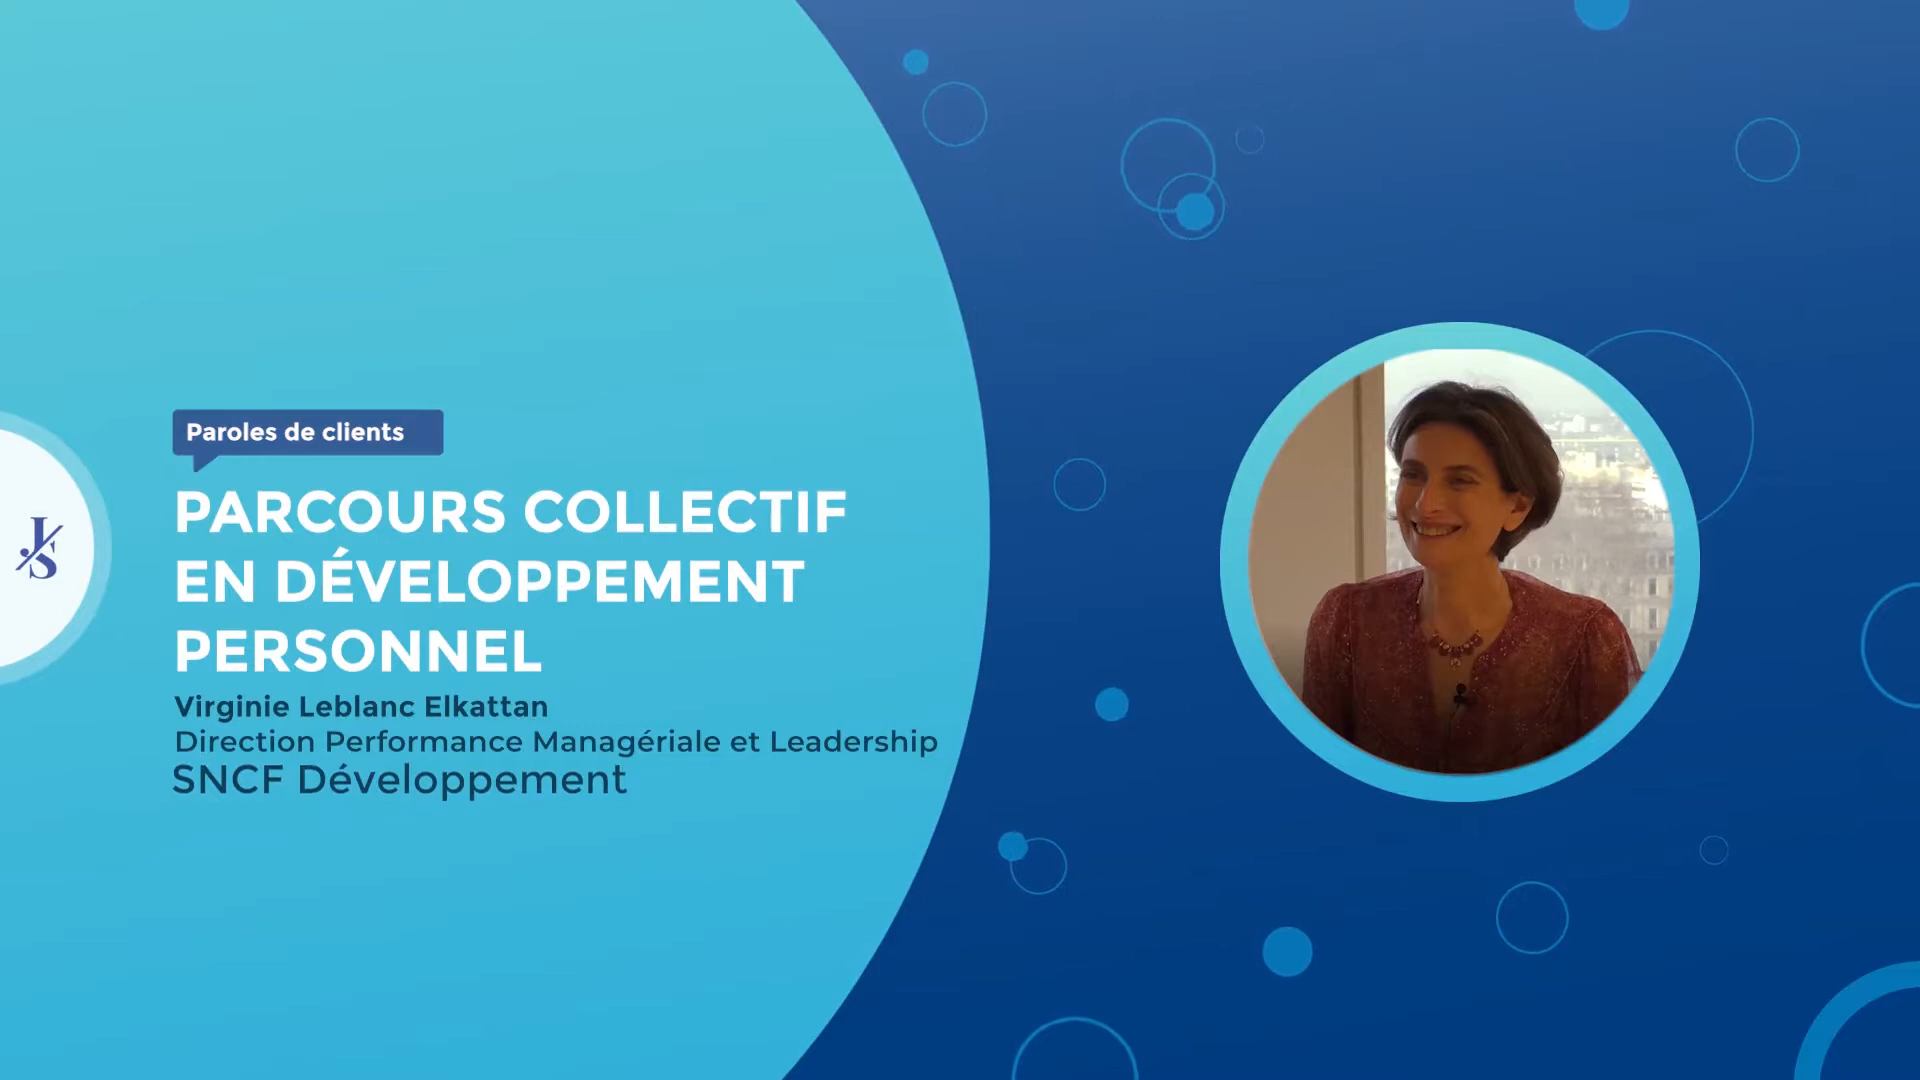 Paroles de clients
PARCOURS COLLECTIF
EN DÉVELOPPEMENT
PERSONNEL
Virginie Leblanc Elkattan
Direction Performance Managériale et Leadership
SNCF Développement
J/S